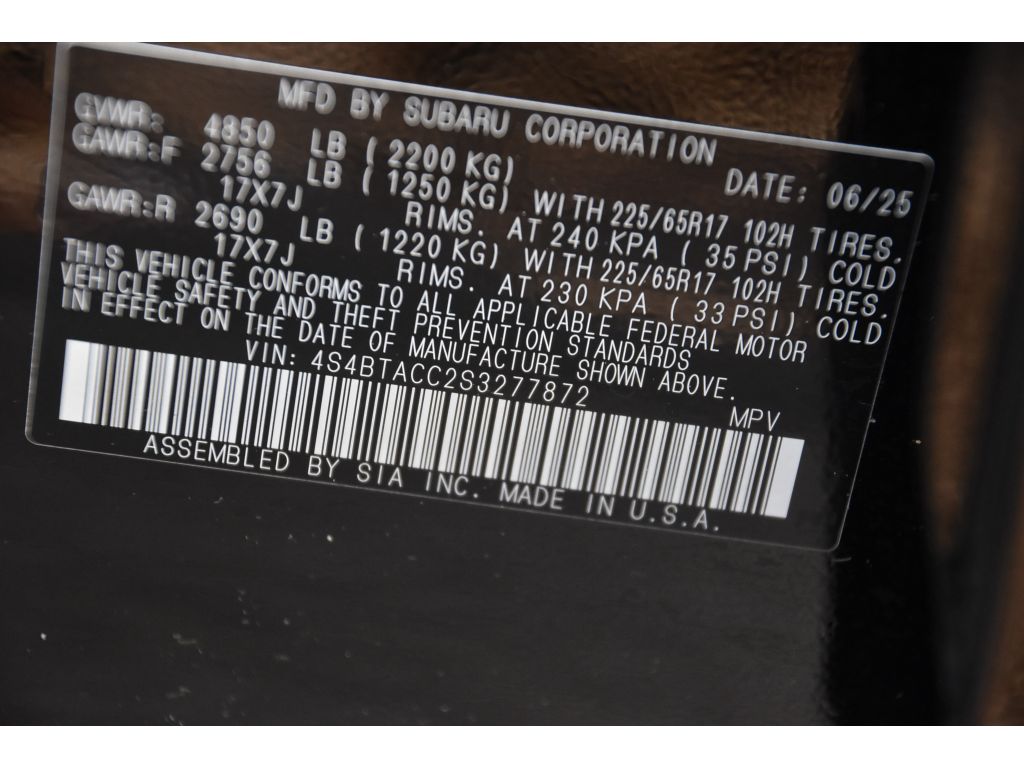 MFD BY SUBARU CORPORATION
DATE: 06/25
GVWR: 4850 LB (2200 KG)
GAWR:F 2756 LB (1250 KG) WITH 225/65R17 102H TIRES.
17X7J RIMS. AT 240 KPA (35 PSI) COLD
GAWR:R 2690 LB (1220 KG) WITH 225/65R17 102H TIRES.
17X7J RIMS. AT 230 KPA (33 PSI) COLD
THIS VEHICLE CONFORMS TO ALL APPLICABLE FEDERAL MOTOR
VEHICLE SAFETY AND THEFT PREVENTION STANDARDS
IN EFFECT ON THE DATE OF MANUFACTURE SHOWN ABOVE.
VIN: 4S4BTACC2S3277872 MPV
ASSEMBLED BY SIA INC. MADE IN U.S.A.